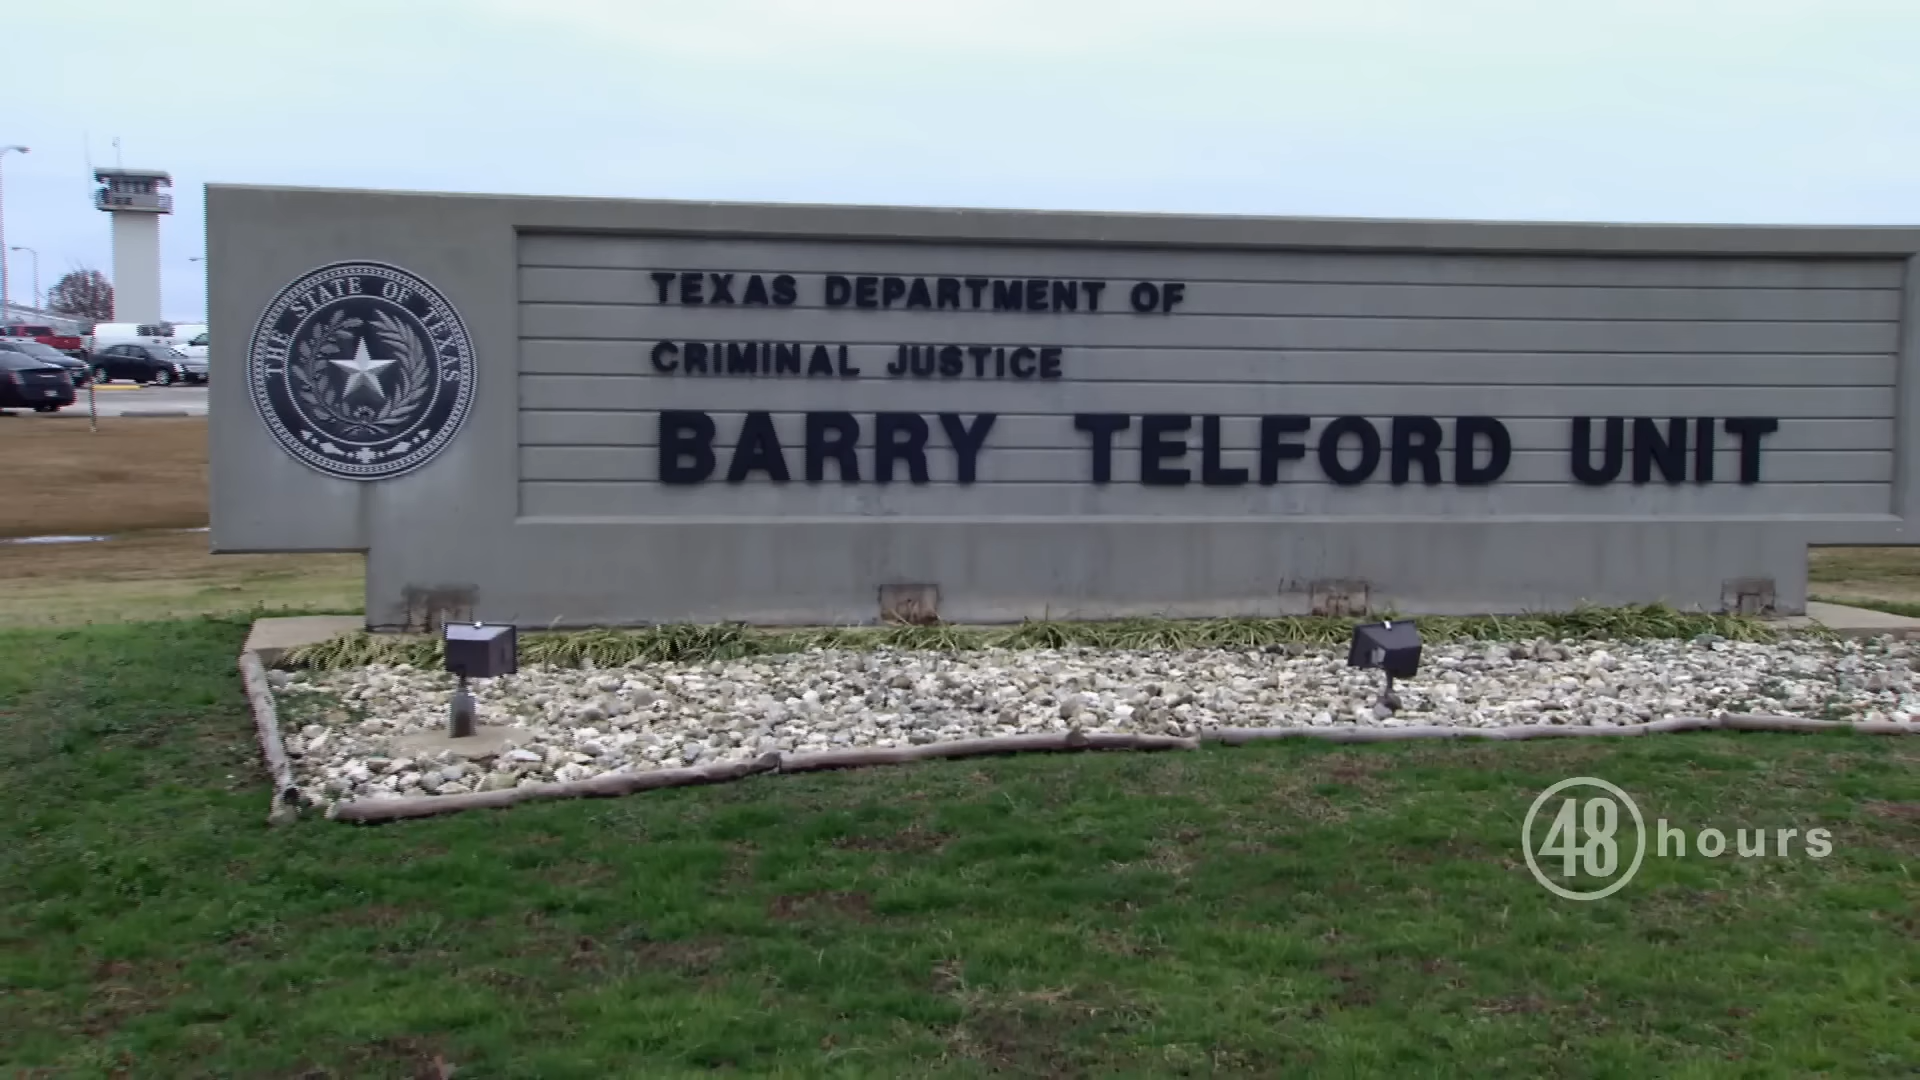 THE STATE OF TEXAS
TEXAS DEPARTMENT OF
CRIMINAL JUSTICE
BARRY TELFORD UNIT
48 hours